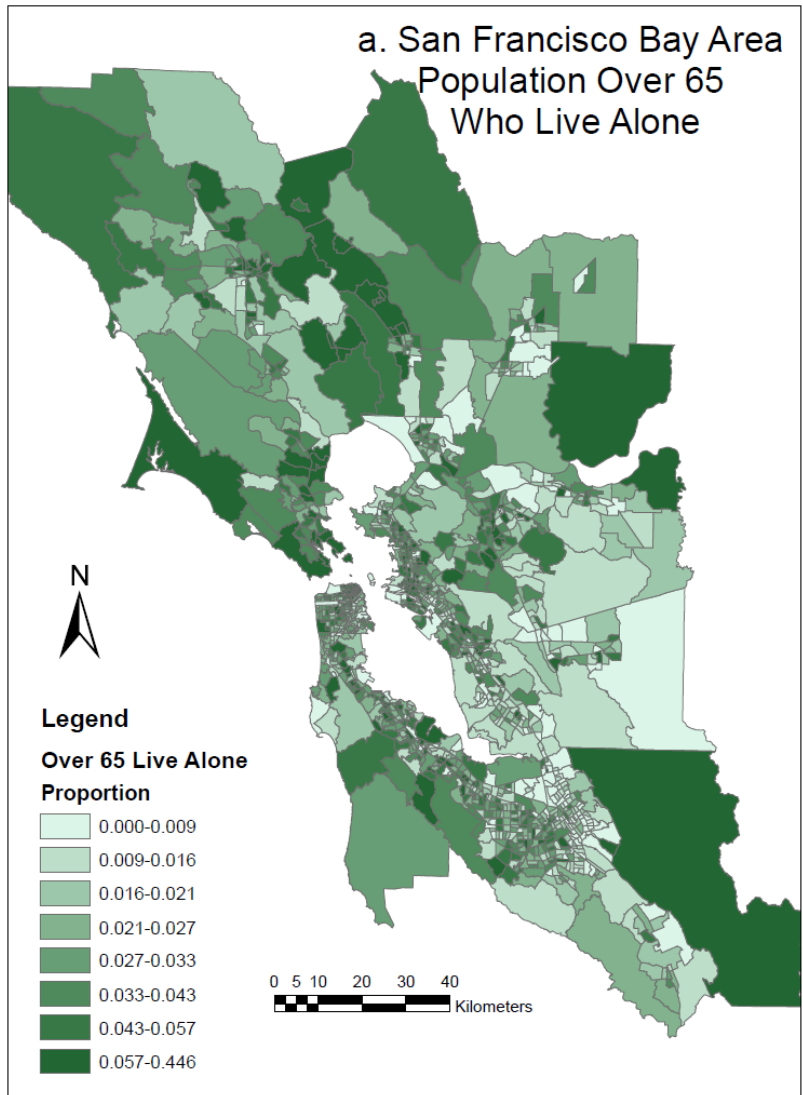 a. San Francisco Bay Area
Population Over 65
Who Live Alone
N
Legend
Over 65 Live Alone
Proportion
0.000-0.009
0.009-0.016
0.016-0.021
0.021-0.027
0.027-0.033
0.033-0.043
0.043-0.057
0.057-0.446
0 5 10 20 30 40
Kilometers